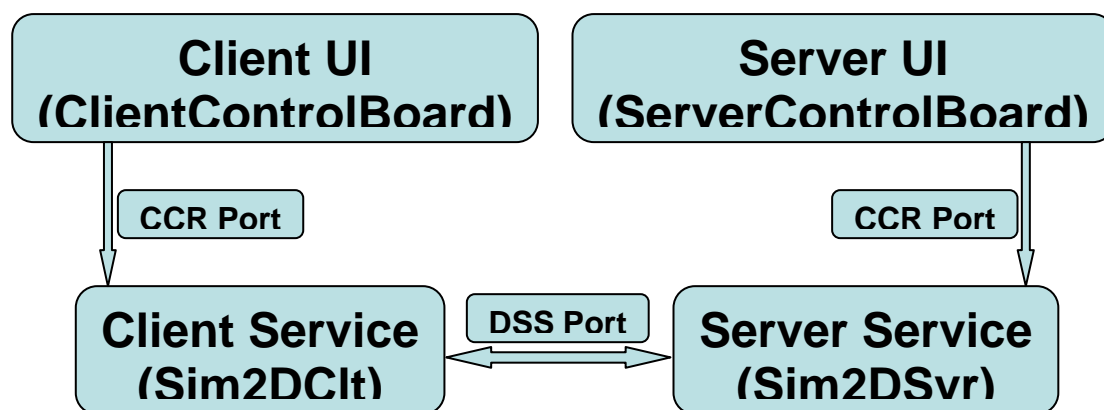 Client UI
(ClientControlBoard)
Server UI
(ServerControlBoard)
CCR Port
CCR Port
Client Service
(Sim2DClt)
DSS Port
Server Service
(Sim2DSvr)